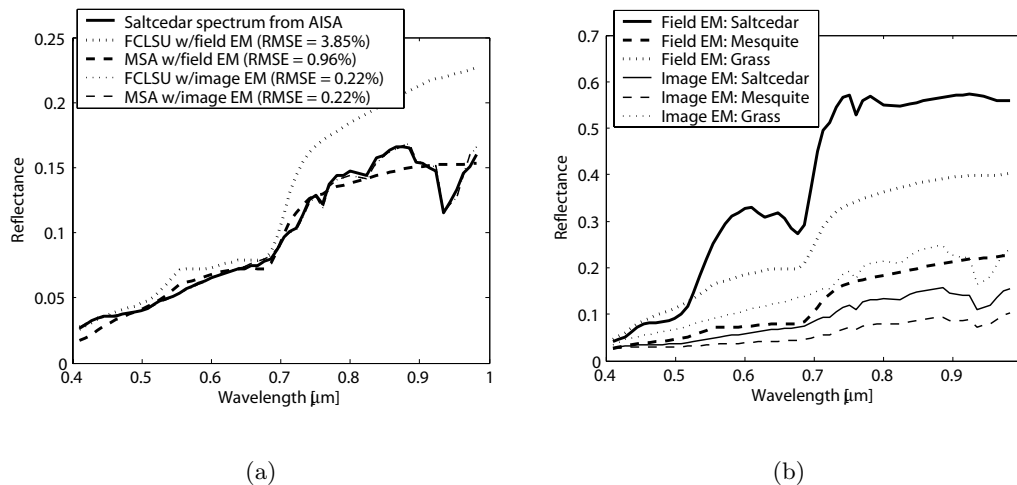 Saltcedar spectrum from AISA
FCLSU w/field EM (RMSE = 3.85%)
MSA w/field EM (RMSE = 0.96%)
FCLSU w/image EM (RMSE = 0.22%)
MSA w/image EM (RMSE = 0.22%)
0.25
0.2
0.15
0.1
0.05
0
Reflectance
0.4 0.5 0.6 0.7 0.8 0.9 1
Wavelength [μm]
(a)
Field EM: Saltcedar
Field EM: Mesquite
Field EM: Grass
Image EM: Saltcedar
Image EM: Mesquite
Image EM: Grass
0.7
0.6
0.5
0.4
0.3
0.2
0.1
0
Reflectance
0.4 0.5 0.6 0.7 0.8 0.9
Wavelength [μm]
(b)